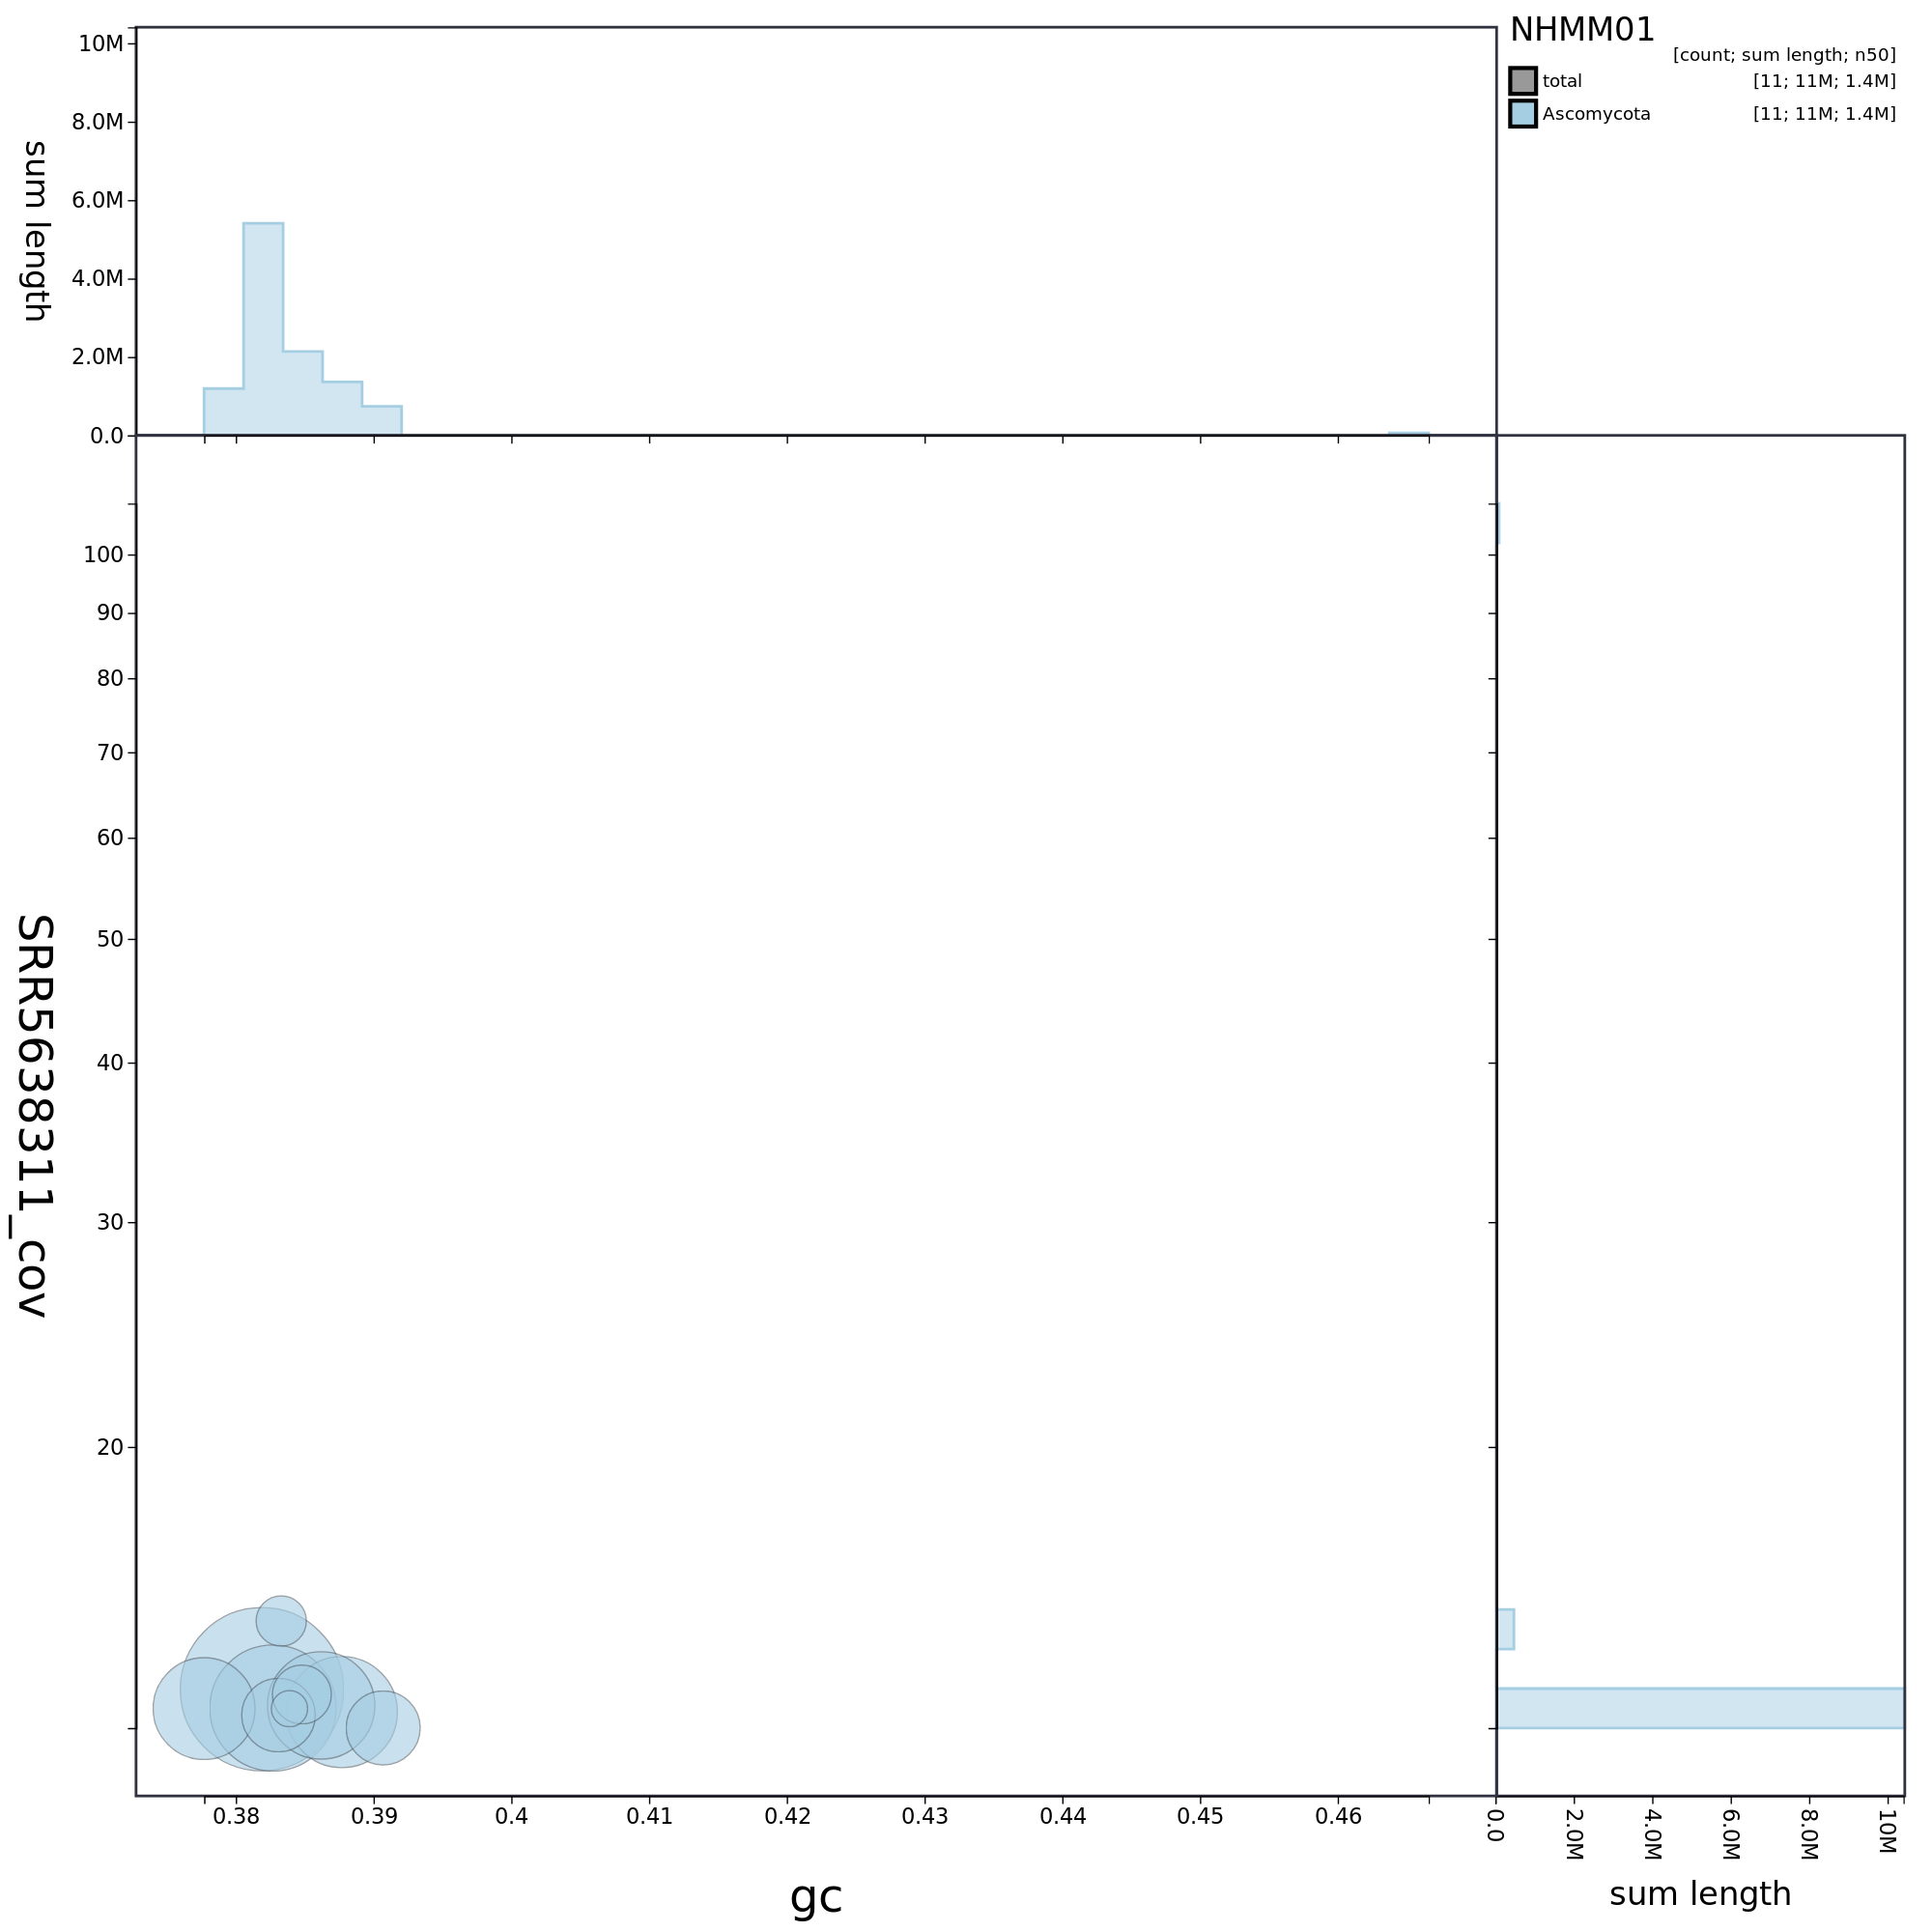 NHMM01
[count; sum length; n50]
total [11; 11M; 1.4M]
Ascomycota [11; 11M; 1.4M]
sum length
10M
8.0M
6.0M
4.0M
2.0M
0.0
SRR5638311_cov
100
90
80
70
60
50
40
30
20
0.38 0.39 0.4 0.41 0.42 0.43 0.44 0.45 0.46
gc
0.0 2.0M 4.0M 6.0M 8.0M 10M
sum length